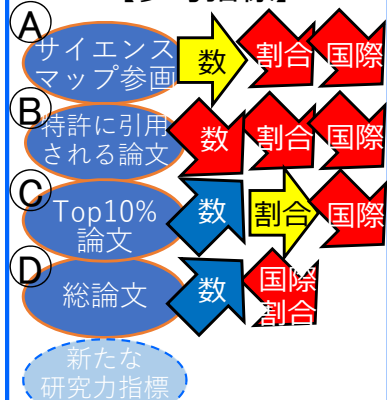 A
サイエンス
マップ参画
数
割合
国際
B
特許に引用
される論文
数
割合
国際
C
Top10%
論文
数
割合
国際
D
総論文
数
国際
割合
新たな
研究力指標